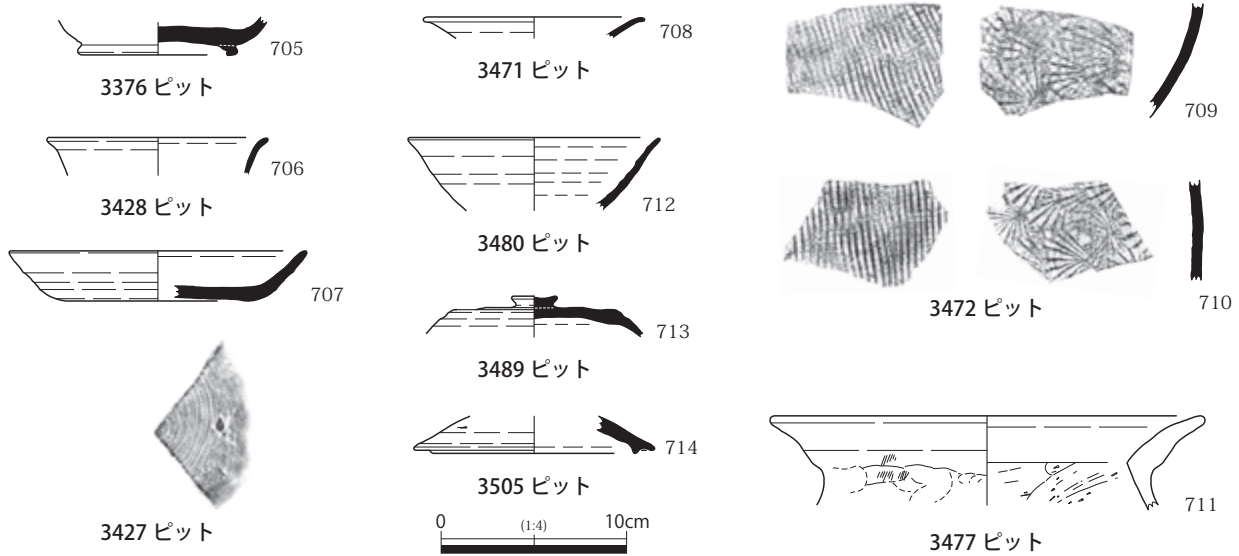 705
3376 ピット
706
3428 ピット
707
3427 ピット
708
3471 ピット
712
3480 ピット
713
3489 ピット
714
3505 ピット
0 (1:4) 10cm
709
710
3472 ピット
711
3477 ピット